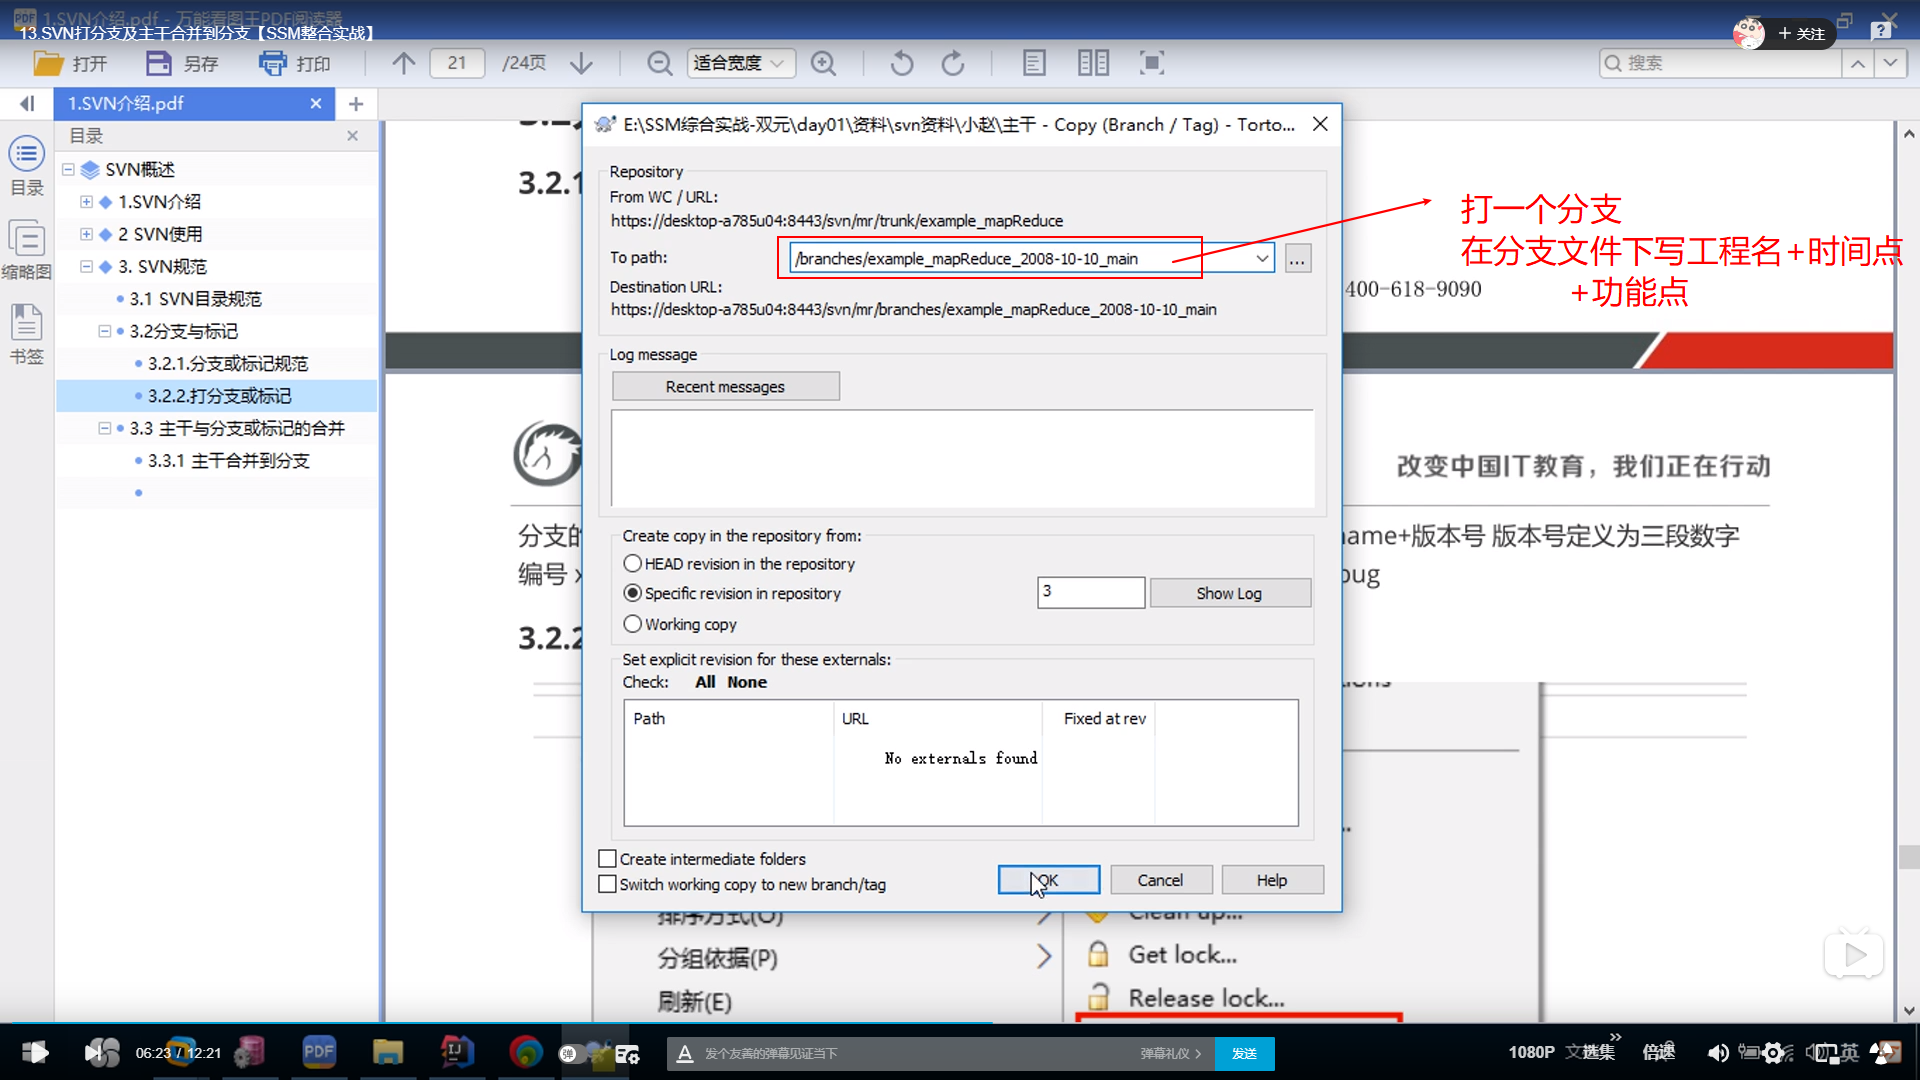 1.SVN介绍.pdf - 万能看图王PDF阅读器
13.SVN打分支及主干合并到分支【SSM整合实战】
+ 关注
打开
另存
打印
21
/24页
适合宽度
搜索
1.SVN介绍.pdf
目录
目录
缩略图
书签
SVN概述
1.SVN介绍
2 SVN使用
3. SVN规范
3.1 SVN目录规范
3.2分支与标记
3.2.1.分支或标记规范
3.2.2.打分支或标记
3.3 主干与分支或标记的合并
3.3.1 主干合并到分支
3.2.1
E:\SSM综合实战-双元\day01\资料\svn资料\小赵\主干 - Copy (Branch / Tag) - Torto...
Repository
From WC / URL:
https://desktop-a785u04:8443/svn/mr/trunk/example_mapReduce
To path:
/branches/example_mapReduce_2008-10-10_main
...
Destination URL:
https://desktop-a785u04:8443/svn/mr/branches/example_mapReduce_2008-10-10_main
打一个分支
在分支文件下写工程名+时间点
+功能点
400-618-9090
Log message
Recent messages
改变中国IT教育，我们正在行动
分支的
name+版本号 版本号定义为三段数字
编号 x
bug
3.2.2
Create copy in the repository from:
HEAD revision in the repository
Specific revision in repository
3
Show Log
Working copy
Set explicit revision for these externals:
Check: All None
Path
URL
Fixed at rev
No externals found
Create intermediate folders
Switch working copy to new branch/tag
OK
Cancel
Help
排序方式(O)
分组依据(P)
刷新(E)
Clean up...
Get lock...
Release lock...
06:23 / 12:21
PDF
弹
发个友善的弹幕见证当下
弹幕礼仪 >
发送
1080P
选集
倍速
英